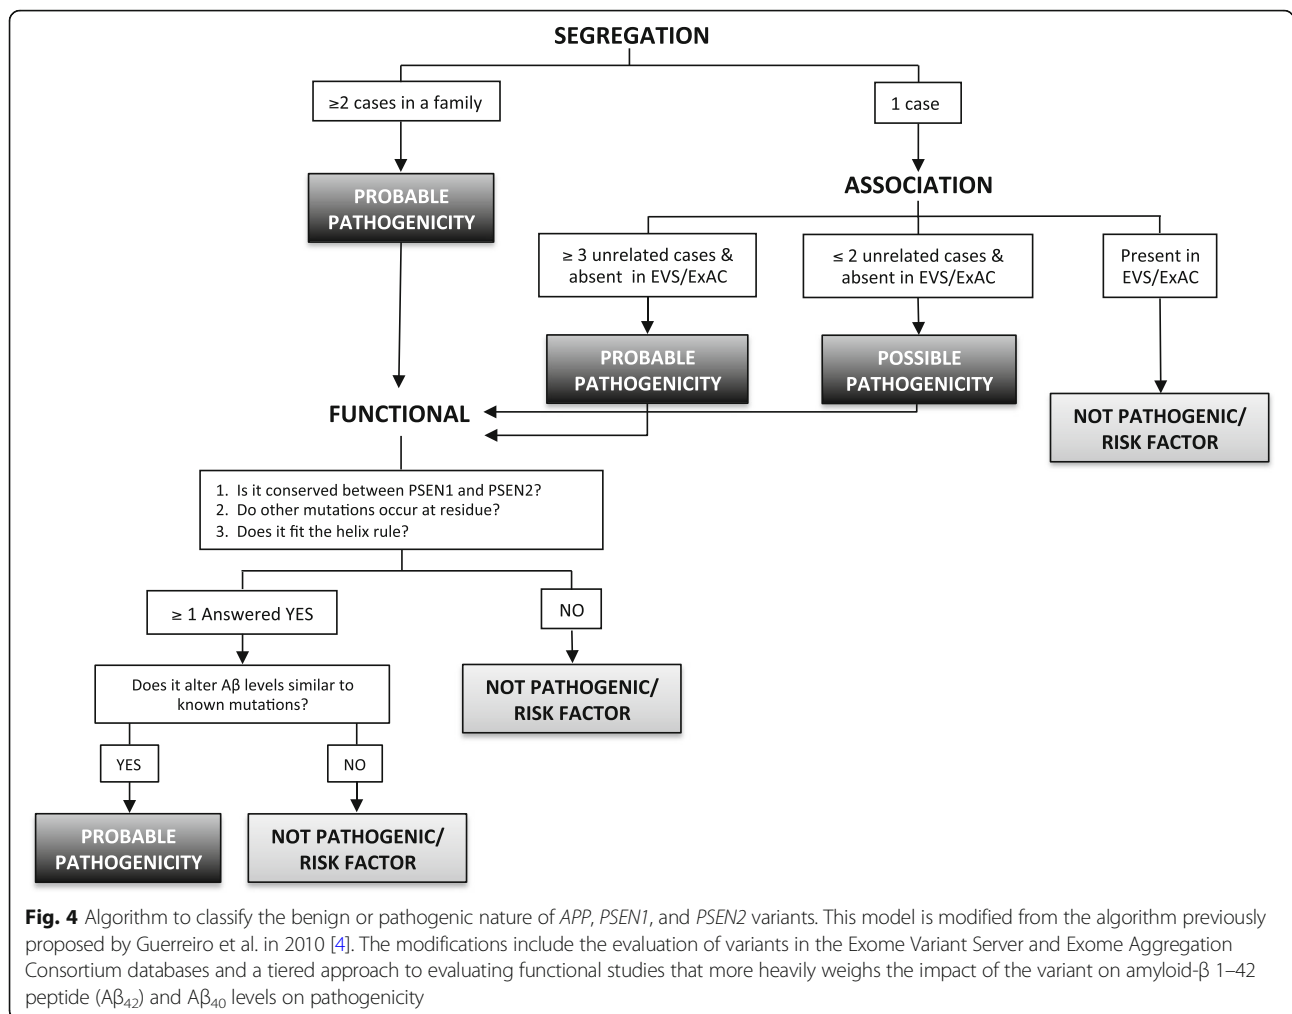 SEGREGATION
≥2 cases in a family
1 case
PROBABLE
PATHOGENICITY
ASSOCIATION
≥ 3 unrelated cases &
absent in EVS/ExAC
≤ 2 unrelated cases &
absent in EVS/ExAC
Present in
EVS/ExAC
PROBABLE
PATHOGENICITY
POSSIBLE
PATHOGENICITY
NOT PATHOGENIC/
RISK FACTOR
FUNCTIONAL
1. Is it conserved between PSEN1 and PSEN2?
2. Do other mutations occur at residue?
3. Does it fit the helix rule?
≥ 1 Answered YES
NO
Does it alter Aβ levels similar to
known mutations?
NOT PATHOGENIC/
RISK FACTOR
YES
NO
PROBABLE
PATHOGENICITY
NOT PATHOGENIC/
RISK FACTOR
Fig. 4 Algorithm to classify the benign or pathogenic nature of APP, PSEN1, and PSEN2 variants. This model is modified from the algorithm previously
proposed by Guerreiro et al. in 2010 [4]. The modifications include the evaluation of variants in the Exome Variant Server and Exome Aggregation
Consortium databases and a tiered approach to evaluating functional studies that more heavily weighs the impact of the variant on amyloid-β 1–42
peptide (Aβ₄₂) and Aβ₄₀ levels on pathogenicity